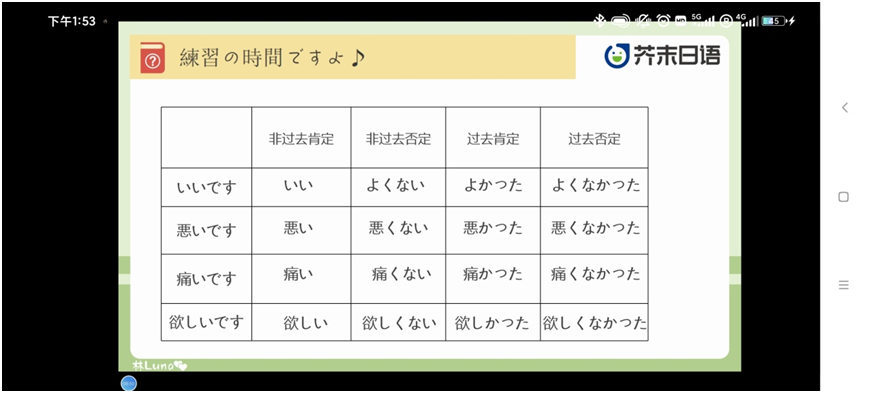 下午1:53
5G
4G
45
練習の時間ですよ♪
芥末日语
非过去肯定 非过去否定 过去肯定 过去否定
いいです いい よくない よかつた よくなかつた
悪いです 悪い 悪くない 悪かつた 悪くなかつた
痛いです 痛い 痛くない 痛かつた 痛くなかつた
欲しいです 欲しい 欲しくない 欲しかつた 欲しくなかつた
林Luna